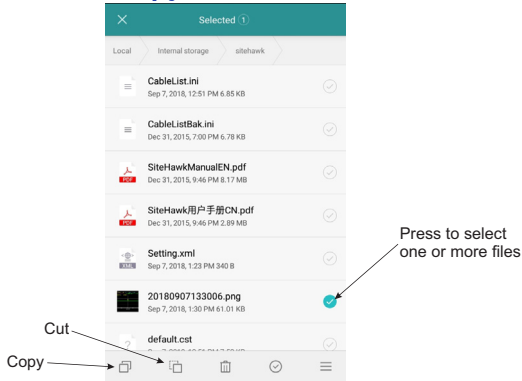 Selected 1
Local Internal storage sitehawk
CableList.ini
Sep 7, 2018, 12:51 PM 6.85 KB
CableListBak.ini
Dec 31, 2015, 7:00 PM 6.78 KB
SiteHawkManualEN.pdf
PDF
Dec 31, 2015, 9:46 PM 8.17 MB
SiteHawk用户手册CN.pdf
PDF
Dec 31, 2015, 9:46 PM 2.89 MB
Press to select
one or more files
Setting.xml
XML
Sep 7, 2018, 1:23 PM 340 B
20180907133006.png
Sep 7, 2018, 1:30 PM 61.01 KB
Cut
default.cst
Copy